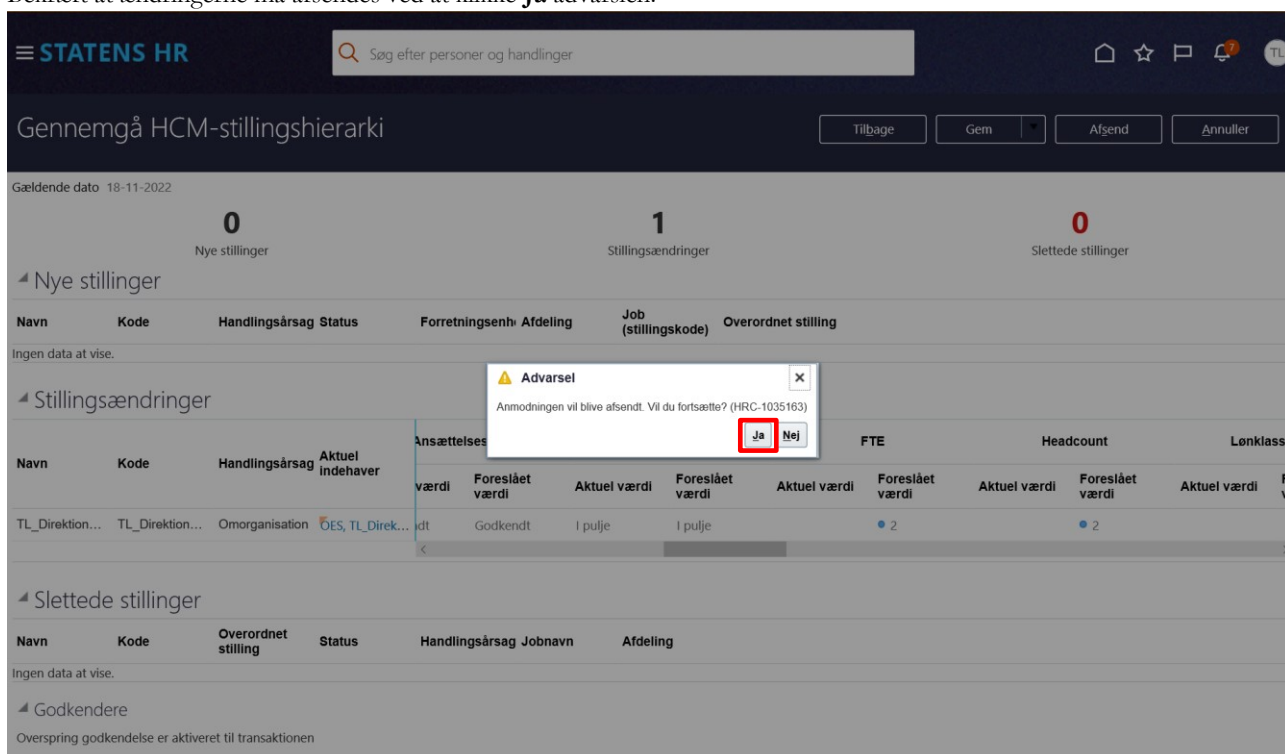 Bekræft at ændringerne må afsendes ved at klikke Ja advarslen.
STATENS HR
Søg efter personer og handlinger
7
TL
Gennemgå HCM-stillingshierarki
Tilbage Gem Afsend Annuller
Gældende dato 18-11-2022
0 1 0
Nye stillinger Stillingsændringer Slettede stillinger
Nye stillinger
Navn Kode Handlingsårsag Status Forretningsenh Afdeling Job (stillingskode) Overordnet stilling
Ingen data at vise.
Advarsel
Anmodningen vil blive afsendt. Vil du fortsætte? (HRC-1035163)
Ja Nej
Stillingsændringer
Navn Kode Handlingsårsag Aktuel indehaver Ansættelses FTE Headcount Lønklass
værdi Foreslået værdi Aktuel værdi Foreslået værdi Aktuel værdi Foreslået værdi Aktuel værdi Foreslået værdi Aktuel værdi
TL_Direktion... TL_Direktion... Omorganisation OES, TL_Direk... dt Godkendt I pulje I pulje 2 2
Slettede stillinger
Navn Kode Overordnet stilling Status Handlingsårsag Jobnavn Afdeling
Ingen data at vise.
Godkendere
Overspring godkendelse er aktiveret til transaktionen